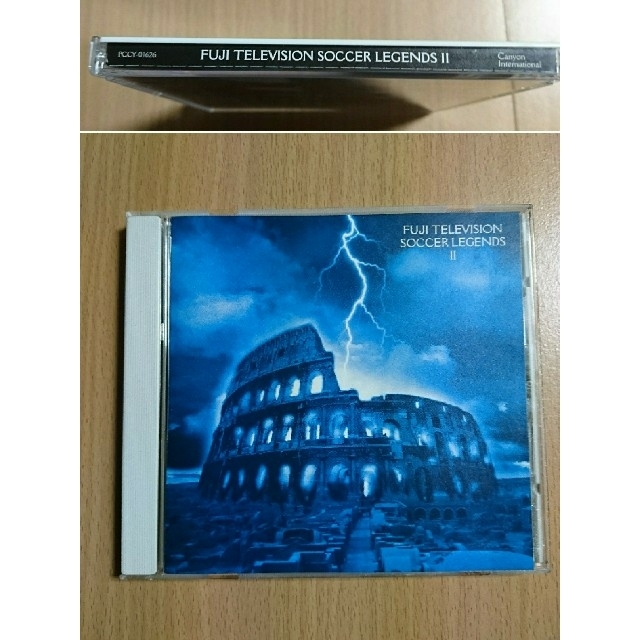 PCCY-01626
FUJI TELEVISION SOCCER LEGENDS II
Canyon
International
FUJI TELEVISION
SOCCER LEGENDS
II